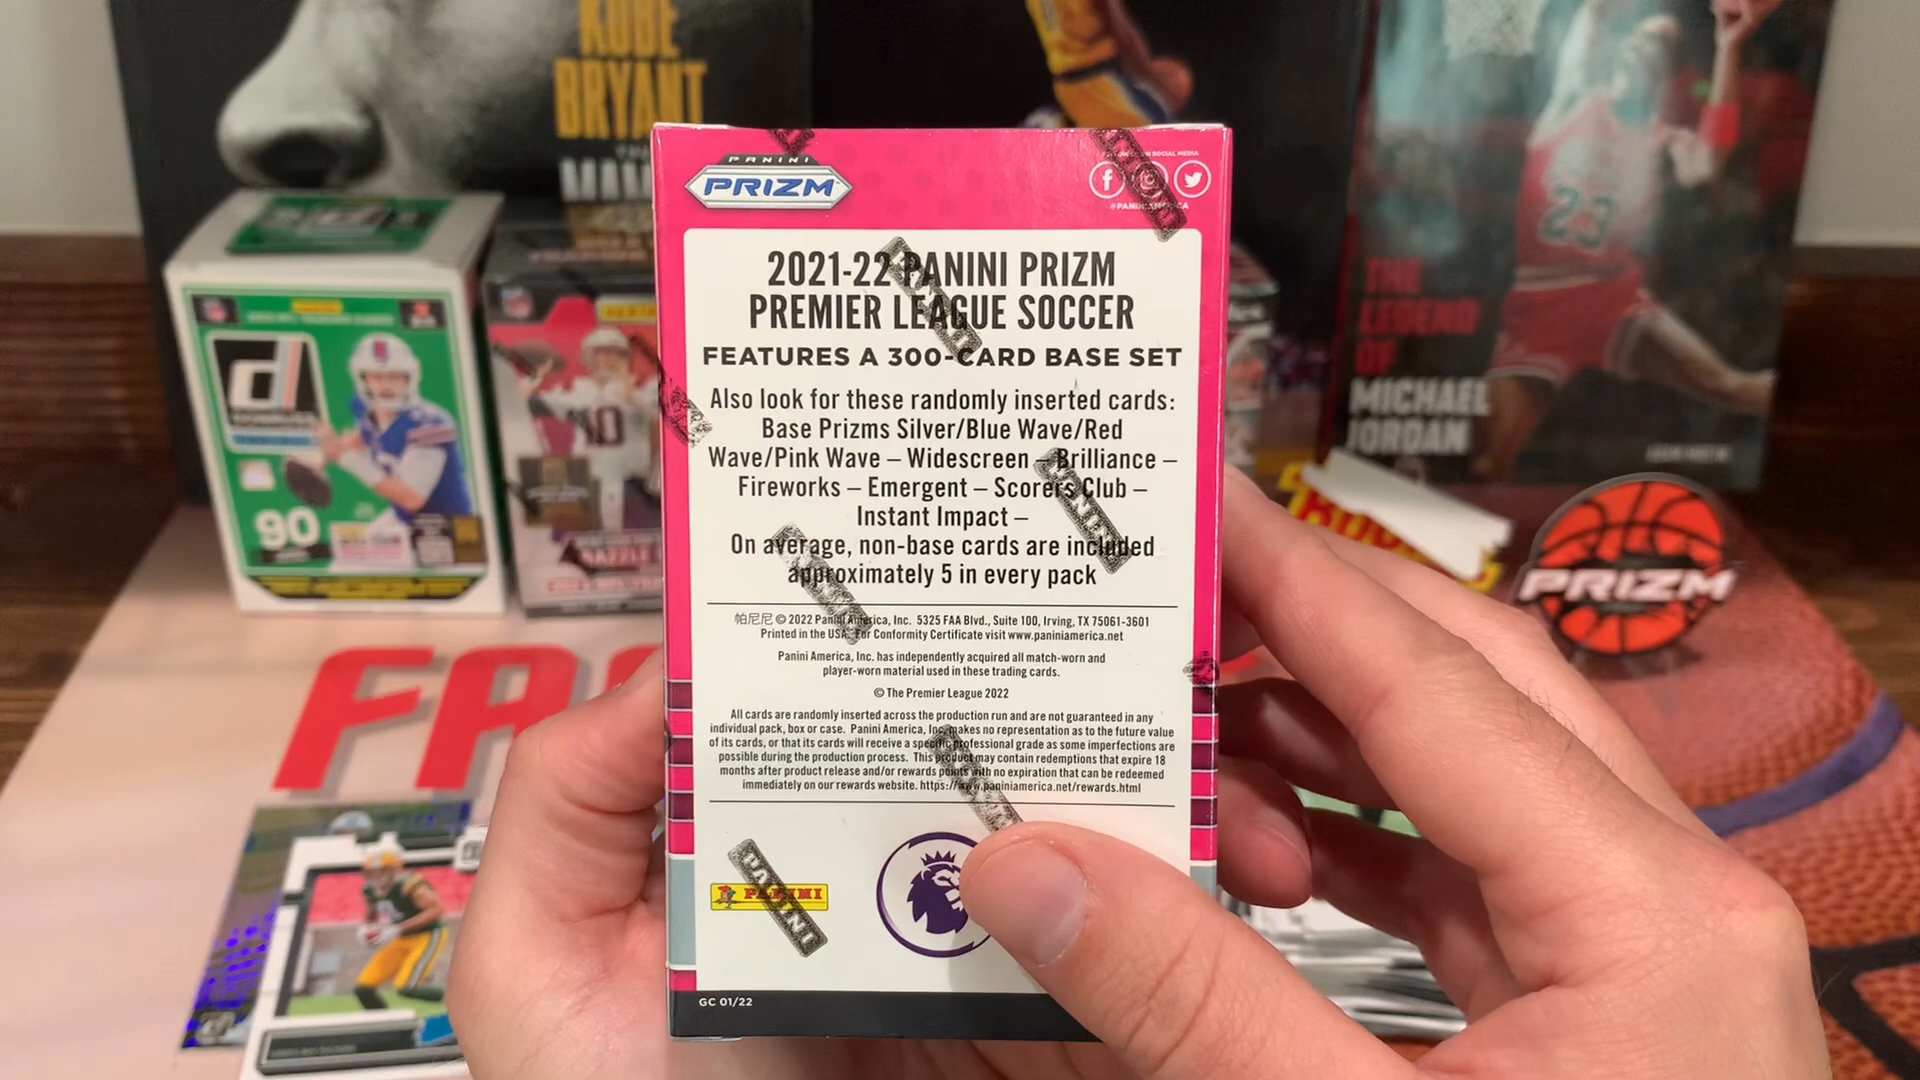 KOBE
BRYANT
PANINI
PRIZM
SOCIAL MEDIA
@PANINIAMERICA
2021-22 PANINI PRIZM
PREMIER LEAGUE SOCCER
FEATURES A 300-CARD BASE SET
Also look for these randomly inserted cards:
Base Prizms Silver/Blue Wave/Red
Wave/Pink Wave – Widescreen – Brilliance –
Fireworks – Emergent – Scorers Club –
Instant Impact –
On average, non-base cards are included
approximately 5 in every pack
帕尼尼 © 2022 Panini America, Inc. 5325 FAA Blvd., Suite 100, Irving, TX 75061-3601
Printed in the USA. For Conformity Certificate visit www.paniniamerica.net
Panini America, Inc. has independently acquired all match-worn and
player-worn material used in these trading cards.
© The Premier League 2022
All cards are randomly inserted across the production run and are not guaranteed in any
individual pack, box or case. Panini America, Inc. makes no representation as to the future value
of its cards, or that its cards will receive a specific professional grade as some imperfections are
possible during the production process. This product may contain redemptions that expire 18
months after product release and/or rewards points with no expiration that can be redeemed
immediately on our rewards website. https://www.paniniamerica.net/rewards.html
PANINI
PANINI
GC 01/22
23
THE
LEGEND
OF
MICHAEL
JORDAN
PRIZM
d
90
10
FA